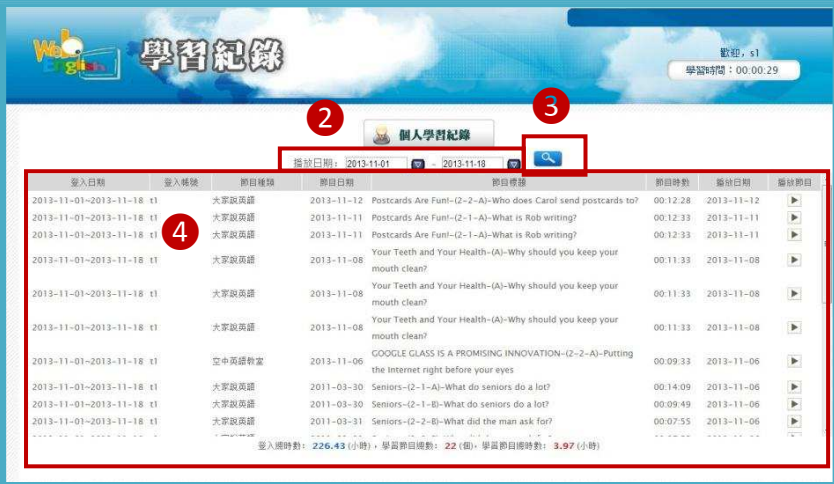 Web English
學習紀錄
歡迎, s1
學習時間：00:00:29
2
3
個人學習紀錄
播放日期： 2013-11-01 - 2013-11-18
登入日期 登入帳號 節目種類 節目日期 節目標題 節目時數 播放日期 播放節目
2013-11-01~2013-11-18 t1 大家說英語 2013-11-12 Postcards Are Fun!-(2-2-A)-Who does Carol send postcards to? 00:12:28 2013-11-12
2013-11-01~2013-11-18 t1 大家說英語 2013-11-11 Postcards Are Fun!-(2-1-A)-What is Rob writing? 00:12:33 2013-11-11
2013-11-01~2013-11-18 t1 大家說英語 2013-11-11 Postcards Are Fun!-(2-1-A)-What is Rob writing? 00:12:33 2013-11-11
4
2013-11-01~2013-11-18 t1 大家說英語 2013-11-08 Your Teeth and Your Health-(A)-Why should you keep your
mouth clean? 00:11:33 2013-11-08
2013-11-01~2013-11-18 t1 大家說英語 2013-11-08 Your Teeth and Your Health-(A)-Why should you keep your
mouth clean? 00:11:33 2013-11-08
2013-11-01~2013-11-18 t1 大家說英語 2013-11-08 Your Teeth and Your Health-(A)-Why should you keep your
mouth clean? 00:11:33 2013-11-08
2013-11-01~2013-11-18 t1 空中英語教室 2013-11-06 GOOGLE GLASS IS A PROMISING INNOVATION-(2-2-A)-Putting
the Internet right before your eyes 00:09:33 2013-11-06
2013-11-01~2013-11-18 t1 大家說英語 2011-03-30 Seniors-(2-1-A)-What do seniors do a lot? 00:14:09 2013-11-06
2013-11-01~2013-11-18 t1 大家說英語 2011-03-30 Seniors-(2-1-B)-What do seniors do a lot? 00:09:49 2013-11-06
2013-11-01~2013-11-18 t1 大家說英語 2011-03-31 Seniors-(2-2-B)-What did the man ask for? 00:07:55 2013-11-06
登入總時數： 226.43 (小時)，學習節目總數： 22 (個)，學習節目總時數： 3.97 (小時)